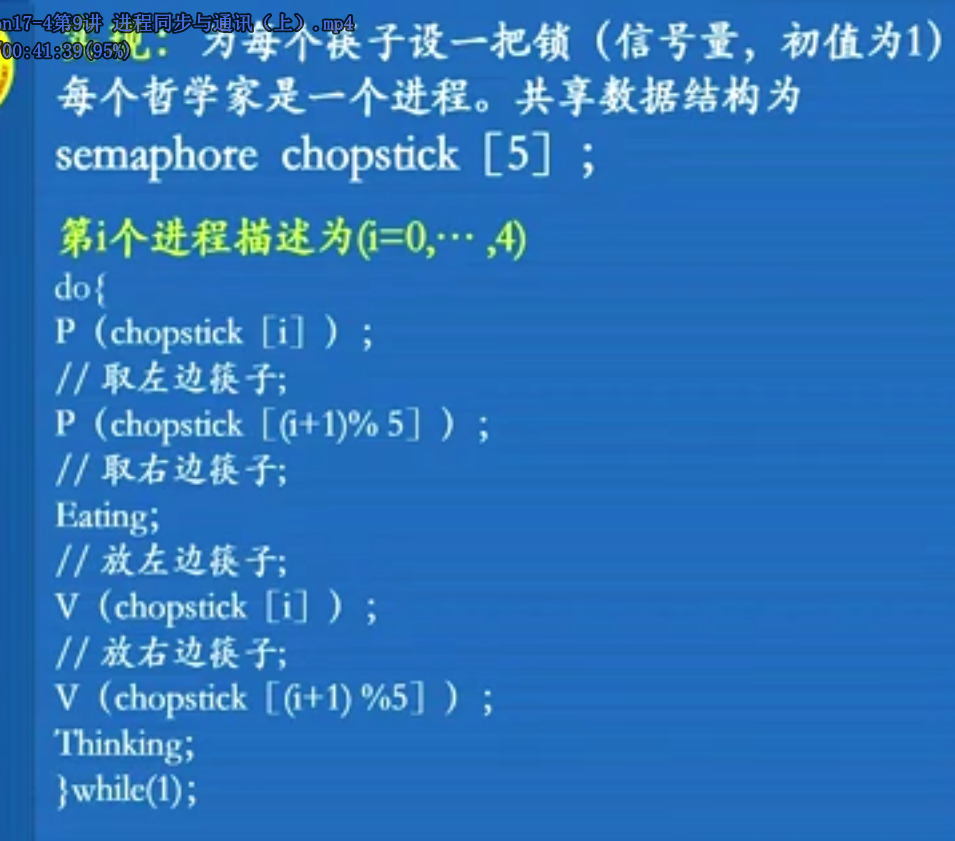 on17-4第9讲 进程同步与通讯（上）.mp4
00:41:39(95%)
为每个筷子设一把锁（信号量，初值为1）
每个哲学家是一个进程。共享数据结构为
semaphore chopstick［5］；
第i个进程描述为(i=0,… ,4)
do{
P（chopstick［i］）；
// 取左边筷子;
P（chopstick［(i+1)% 5］）；
// 取右边筷子;
Eating;
// 放左边筷子;
V（chopstick［i］）；
// 放右边筷子;
V（chopstick［(i+1) %5］）；
Thinking;
}while(1);